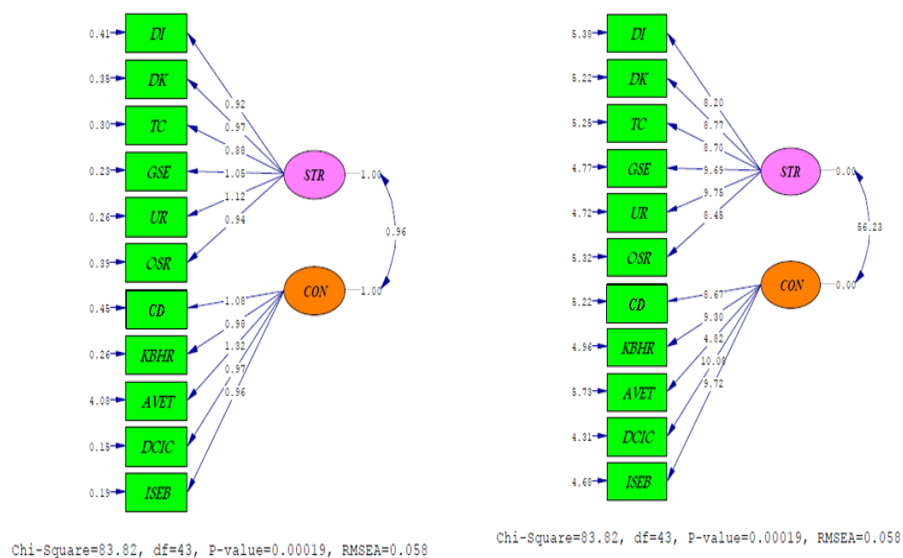 0.41 DI
0.35 DK
0.30 TC
0.23 GSE
0.26 UR
0.39 OSR
0.45 CD
0.26 KBHR
4.08 AVET
0.15 DCIC
0.19 ISEB
0.92
0.97
0.88
1.05
1.12
0.94
STR 1.00
0.96
CON 1.00
1.08
0.98
1.32
0.97
0.96
Chi-Square=83.82, df=43, P-value=0.00019, RMSEA=0.058
5.38 DI
5.22 DK
5.25 TC
4.77 GSE
4.72 UR
5.32 OSR
5.22 CD
4.96 KBHR
5.73 AVET
4.31 DCIC
4.68 ISEB
8.20
8.77
8.70
9.69
9.78
8.45
STR 0.00
56.23
CON 0.00
8.67
9.30
4.82
10.08
9.72
Chi-Square=83.82, df=43, P-value=0.00019, RMSEA=0.058